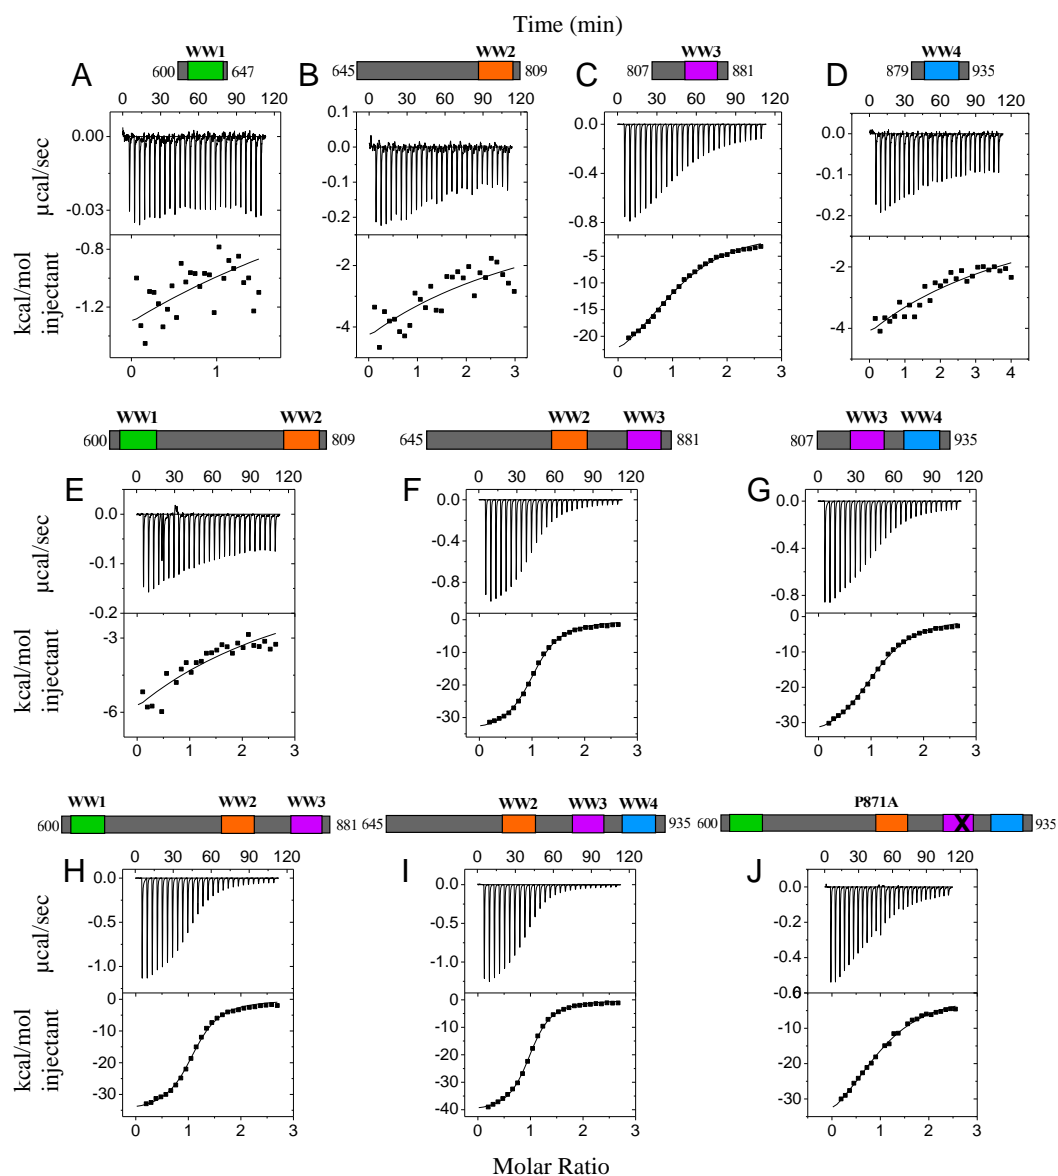 Time (min)
WW1 WW2 WW3 WW4
A 600 647 B 645 809 C 807 881 D 879 935
0 30 60 90 120 0 30 60 90 120 0 30 60 90 120 0 30 60 90 120
µcal/sec
0.00 -0.03
0.1 0.0 -0.1 -0.2
0.0 -0.4 -0.8
0.0 -0.1 -0.2
kcal/mol
injectant
-0.8 -1.2
-2 -4
-5 -10 -15 -20
-2 -4
0 1 0 1 2 3 0 1 2 3 0 1 2 3 4
WW1 WW2 WW2 WW3 WW3 WW4
600 809 645 881 807 935
E F G
0 30 60 90 120 0 30 60 90 120 0 30 60 90 120
µcal/sec
0.0 -0.1 -0.2
0.0 -0.4 -0.8
0.0 -0.4 -0.8
kcal/mol
injectant
-3 -6
0 -10 -20 -30
0 -10 -20 -30
0 1 2 3 0 1 2 3 0 1 2 3
WW1 WW2 WW3 WW2 WW3 WW4 P871A
600 881 645 935 600 X 935
H I J
0 30 60 90 120 0 30 60 90 120 0 30 60 90 120
µcal/sec
0.0 -0.5 -1.0
0.0 -0.5 -1.0
0.0 -0.2 -0.4 -0.6
kcal/mol
injectant
0 -10 -20 -30
0 -10 -20 -30 -40
0 -10 -20 -30
0 1 2 3 0 1 2 3 0 1 2 3
Molar Ratio